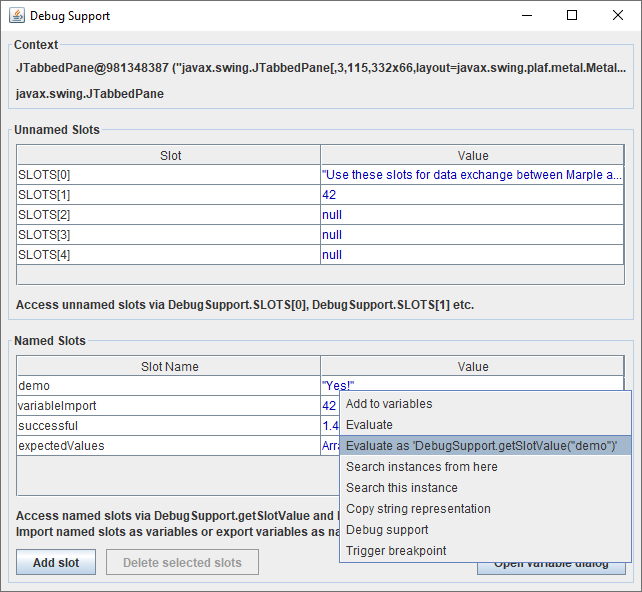 Debug Support
Context
JTabbedPane@981348387 ("javax.swing.JTabbedPane[,3,115,332x66,layout=javax.swing.plaf.metal.Metal...
javax.swing.JTabbedPane
Unnamed Slots
Slot Value
SLOTS[0] "Use these slots for data exchange between Marple a...
SLOTS[1] 42
SLOTS[2] null
SLOTS[3] null
SLOTS[4] null
Access unnamed slots via DebugSupport.SLOTS[0], DebugSupport.SLOTS[1] etc.
Named Slots
Slot Name Value
demo "Yes!"
variableImport 42
successful 1.4
expectedValues Arra
Add to variables
Evaluate
Evaluate as 'DebugSupport.getSlotValue("demo")'
Search instances from here
Search this instance
Copy string representation
Debug support
Trigger breakpoint
Access named slots via DebugSupport.getSlotValue and
Import named slots as variables or export variables as na
Add slot Delete selected slots Open variable dialog